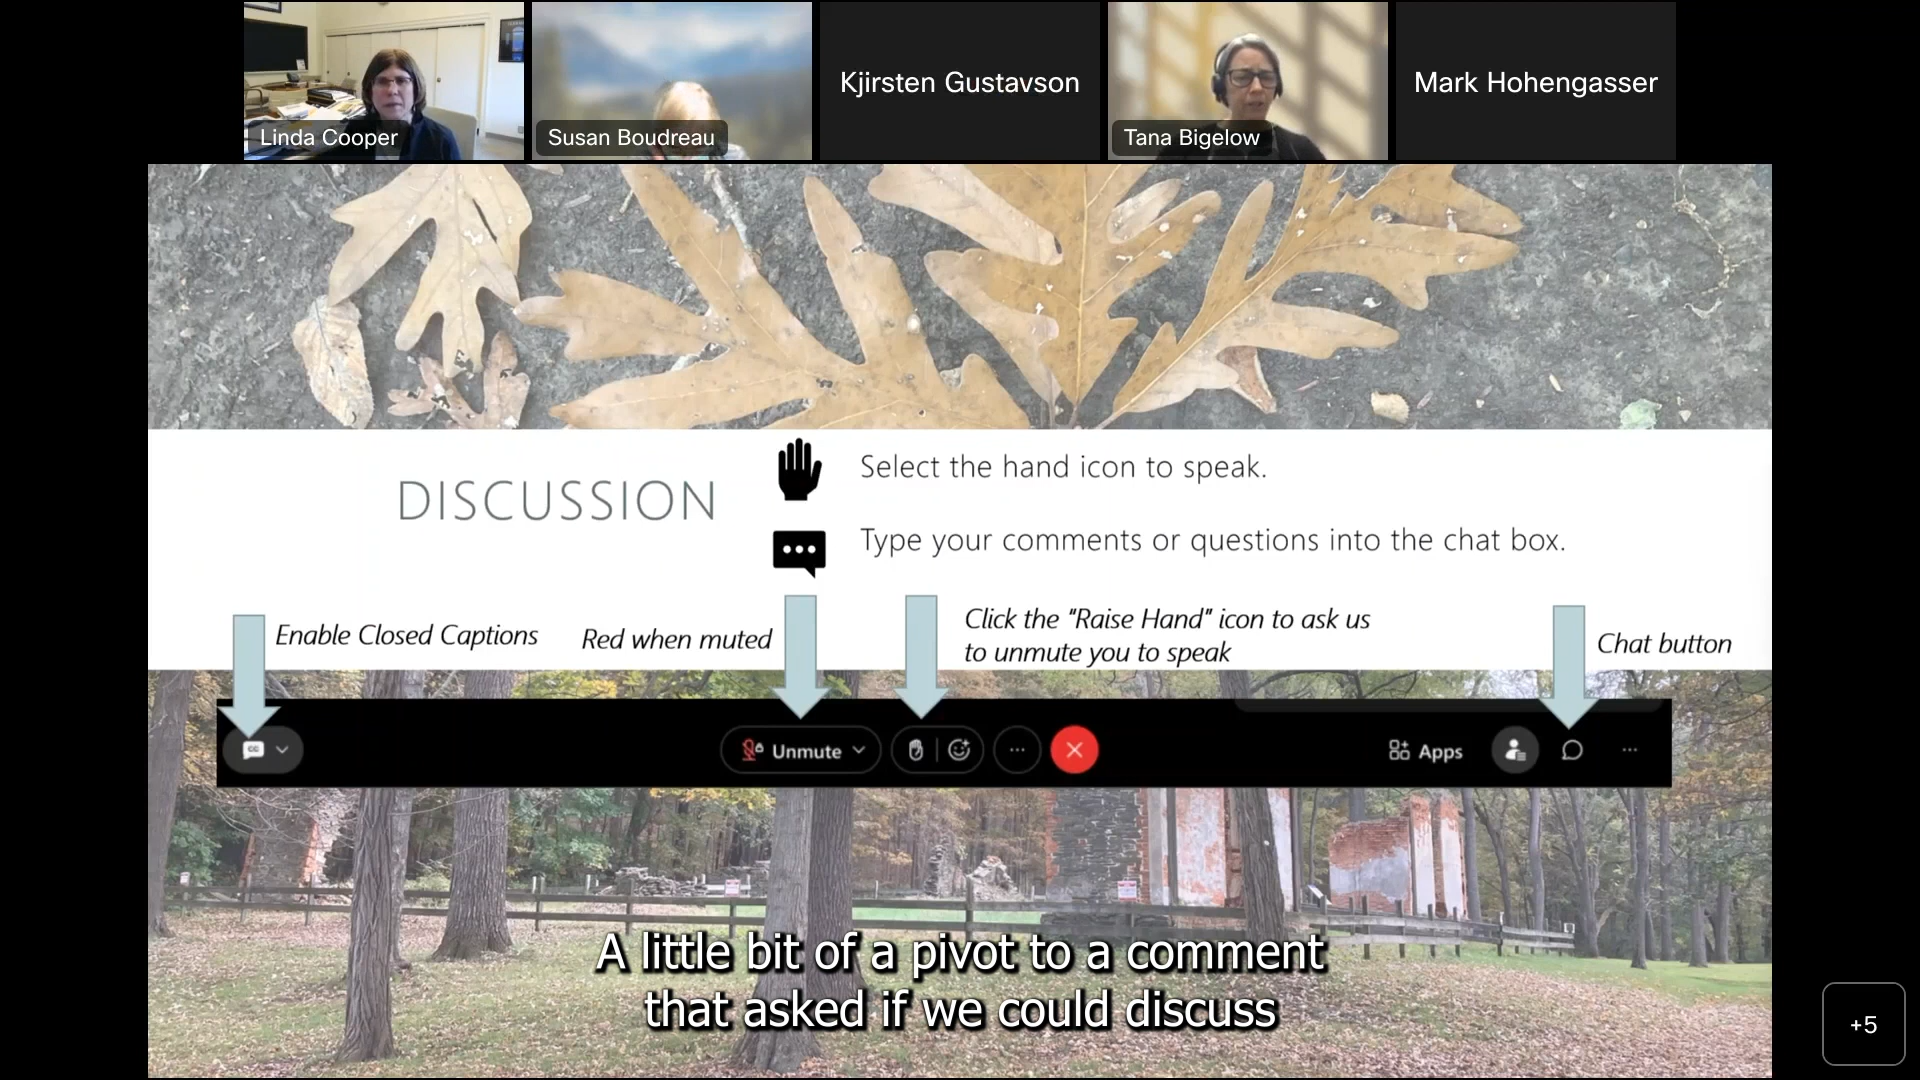 Linda Cooper
Susan Boudreau
Kjirsten Gustavson
Tana Bigelow
Mark Hohengasser
DISCUSSION
Select the hand icon to speak.
Type your comments or questions into the chat box.
Enable Closed Captions
Red when muted
Click the "Raise Hand" icon to ask us
to unmute you to speak
Chat button
CC
Unmute
Apps
A little bit of a pivot to a comment
that asked if we could discuss
+5